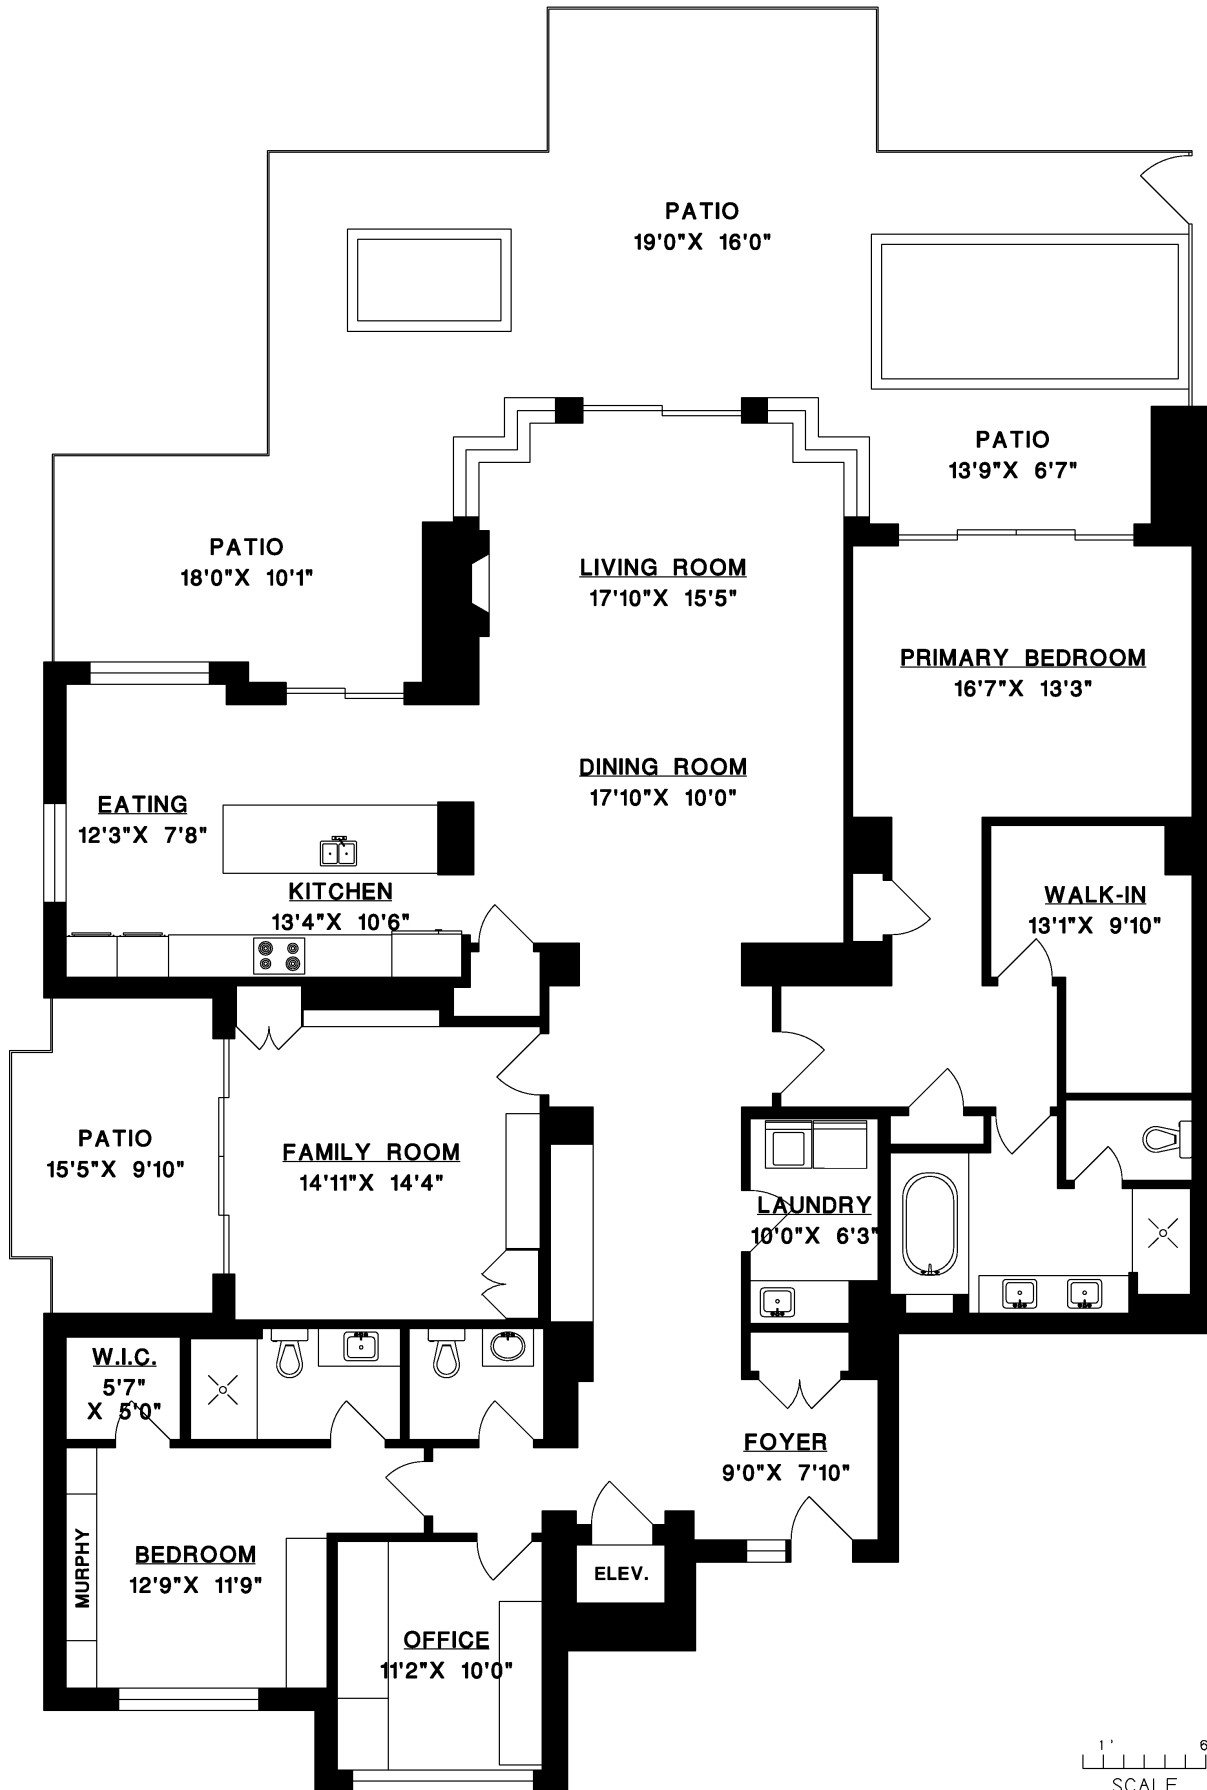 PATIO
19'0"X 16'0"
PATIO
13'9"X 6'7"
PATIO
18'0"X 10'1"
LIVING ROOM
17'10"X 15'5"
PRIMARY BEDROOM
16'7"X 13'3"
DINING ROOM
17'10"X 10'0"
EATING
12'3"X 7'8"
KITCHEN
13'4"X 10'6"
WALK-IN
13'1"X 9'10"
PATIO
15'5"X 9'10"
FAMILY ROOM
14'11"X 14'4"
LAUNDRY
10'0"X 6'3"
W.I.C.
5'7"
X 5'0"
FOYER
9'0"X 7'10"
MURPHY
BEDROOM
12'9"X 11'9"
ELEV.
OFFICE
11'2"X 10'0"
1' 6
SCALE